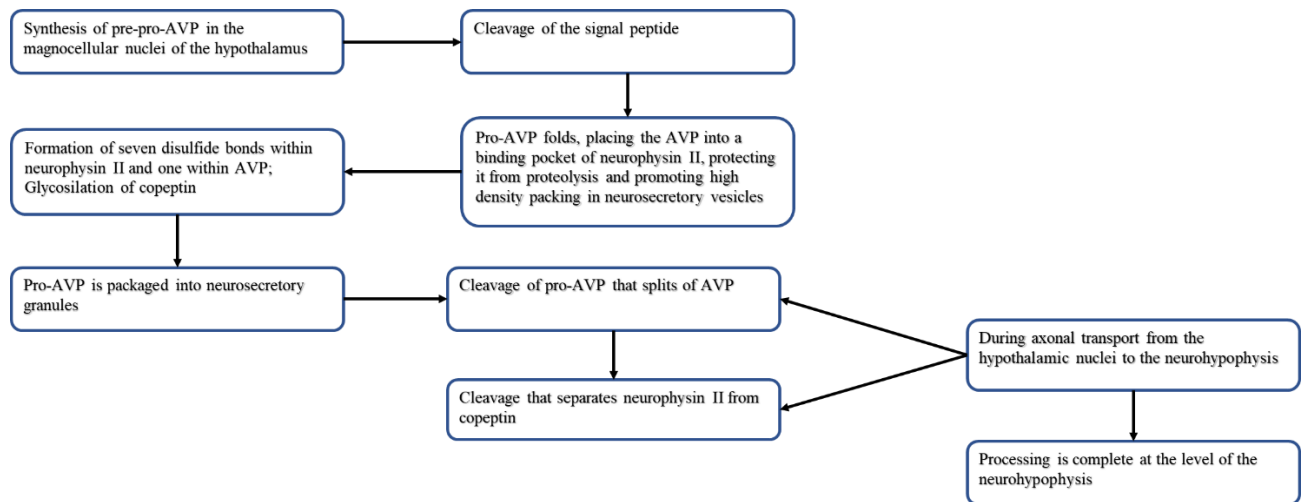 Synthesis of pre-pro-AVP in the
magnocellular nuclei of the hypothalamus
Cleavage of the signal peptide
Pro-AVP folds, placing the AVP into a
binding pocket of neurophysin II, protecting
it from proteolysis and promoting high
density packing in neurosecretory vesicles
Formation of seven disulfide bonds within
neurophysin II and one within AVP;
Glycosilation of copeptin
Pro-AVP is packaged into neurosecretory
granules
Cleavage of pro-AVP that splits of AVP
During axonal transport from the
hypothalamic nuclei to the neurohypophysis
Cleavage that separates neurophysin II from
copeptin
Processing is complete at the level of the
neurohypophysis